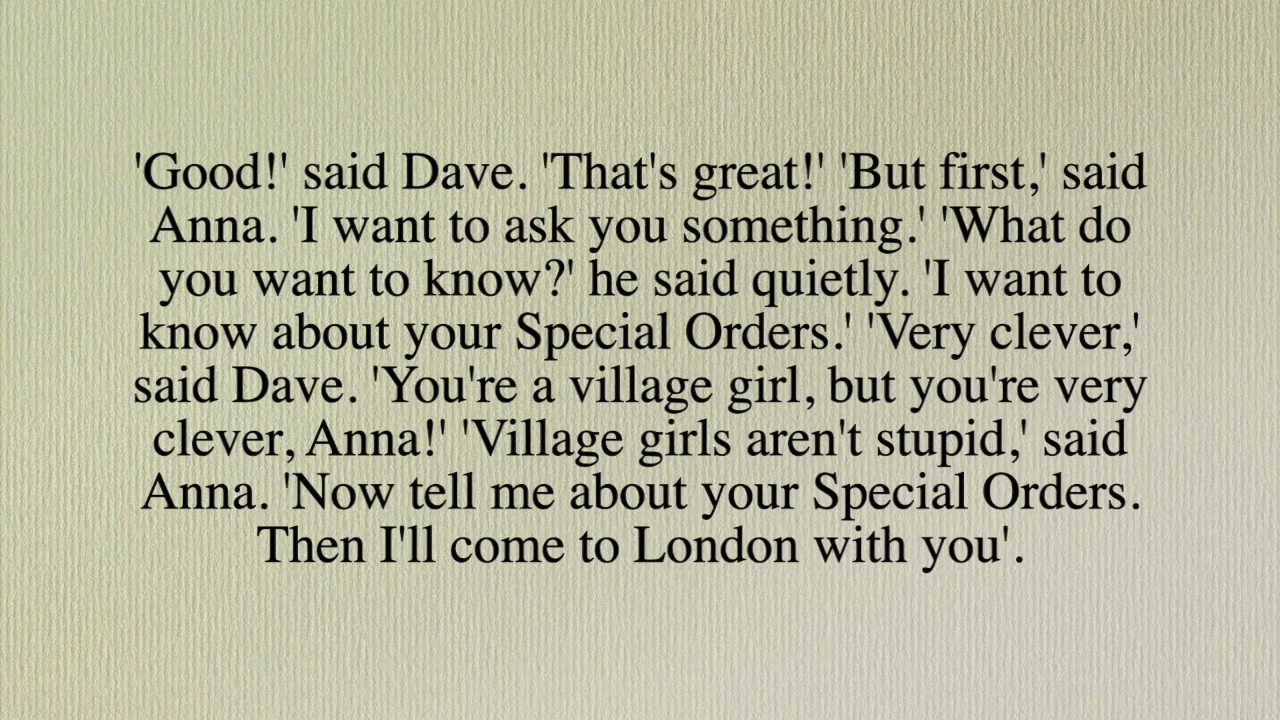 'Good!' said Dave. 'That's great!' 'But first,' said
Anna. 'I want to ask you something.' 'What do
you want to know?' he said quietly. 'I want to
know about your Special Orders.' 'Very clever,'
said Dave. 'You're a village girl, but you're very
clever, Anna!' 'Village girls aren't stupid,' said
Anna. 'Now tell me about your Special Orders.
Then I'll come to London with you'.